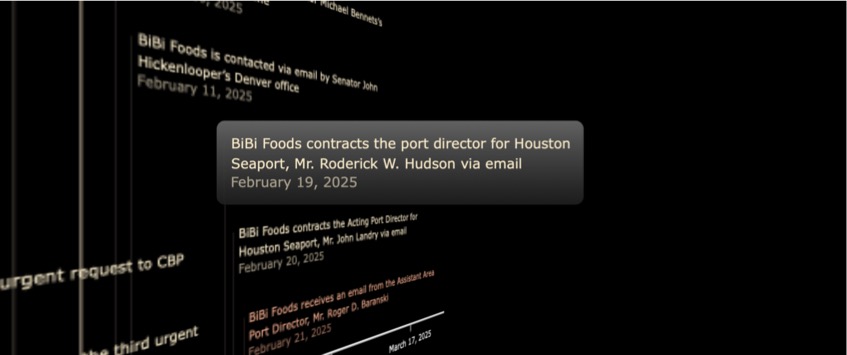 Michael Bennets's
, 2025
BiBi Foods is contacted via email by Senator John
Hickenlooper's Denver office
February 11, 2025
BiBi Foods contracts the port director for Houston
Seaport, Mr. Roderick W. Hudson via email
February 19, 2025
BiBi Foods contracts the Acting Port Director for
Houston Seaport, Mr. John Landry via email
February 20, 2025
urgent request to CBP
BiBi Foods receives an email from the Assistant Area
Port Director, Mr. Roger D. Baranski
February 21, 2025
the third urgent
March 17, 2025